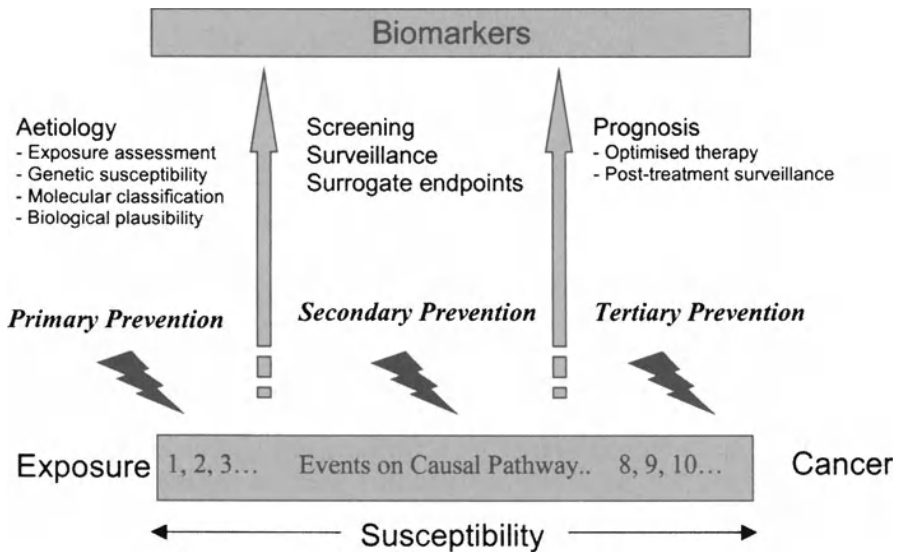 Biomarkers
Aetiology
- Exposure assessment
- Genetic susceptibility
- Molecular classification
- Biological plausibility
Screening
Surveillance
Surrogate endpoints
Prognosis
- Optimised therapy
- Post-treatment surveillance
Primary Prevention
Secondary Prevention
Tertiary Prevention
Exposure
1, 2, 3... Events on Causal Pathway.. 8, 9, 10...
Cancer
Susceptibility